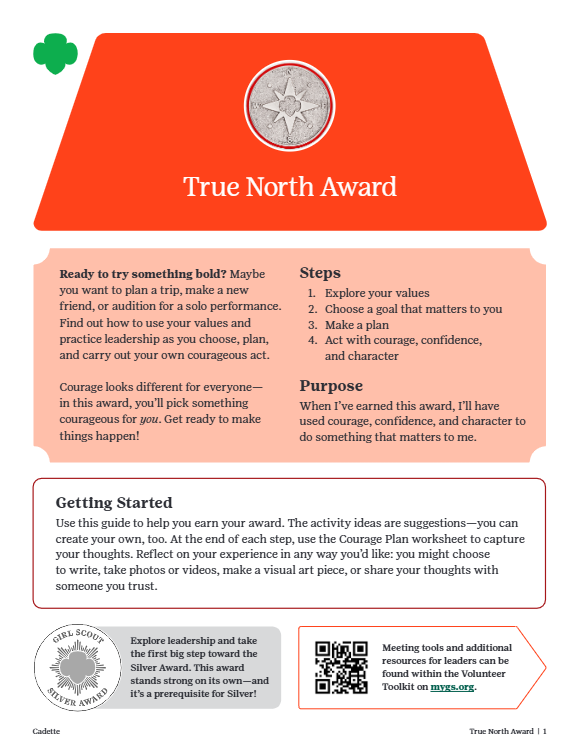 N
W
E
S
True North Award
Ready to try something bold? Maybe
you want to plan a trip, make a new
friend, or audition for a solo performance.
Find out how to use your values and
practice leadership as you choose, plan,
and carry out your own courageous act.
Courage looks different for everyone—
in this award, you’ll pick something
courageous for you. Get ready to make
things happen!
Steps
1. Explore your values
2. Choose a goal that matters to you
3. Make a plan
4. Act with courage, confidence,
and character
Purpose
When I’ve earned this award, I’ll have
used courage, confidence, and character to
do something that matters to me.
Getting Started
Use this guide to help you earn your award. The activity ideas are suggestions—you can
create your own, too. At the end of each step, use the Courage Plan worksheet to capture
your thoughts. Reflect on your experience in any way you’d like: you might choose
to write, take photos or videos, make a visual art piece, or share your thoughts with
someone you trust.
GIRL SCOUT
SILVER AWARD
Explore leadership and take
the first big step toward the
Silver Award. This award
stands strong on its own—and
it’s a prerequisite for Silver!
Meeting tools and additional
resources for leaders can be
found within the Volunteer
Toolkit on mygs.org.
Cadette
True North Award | 1